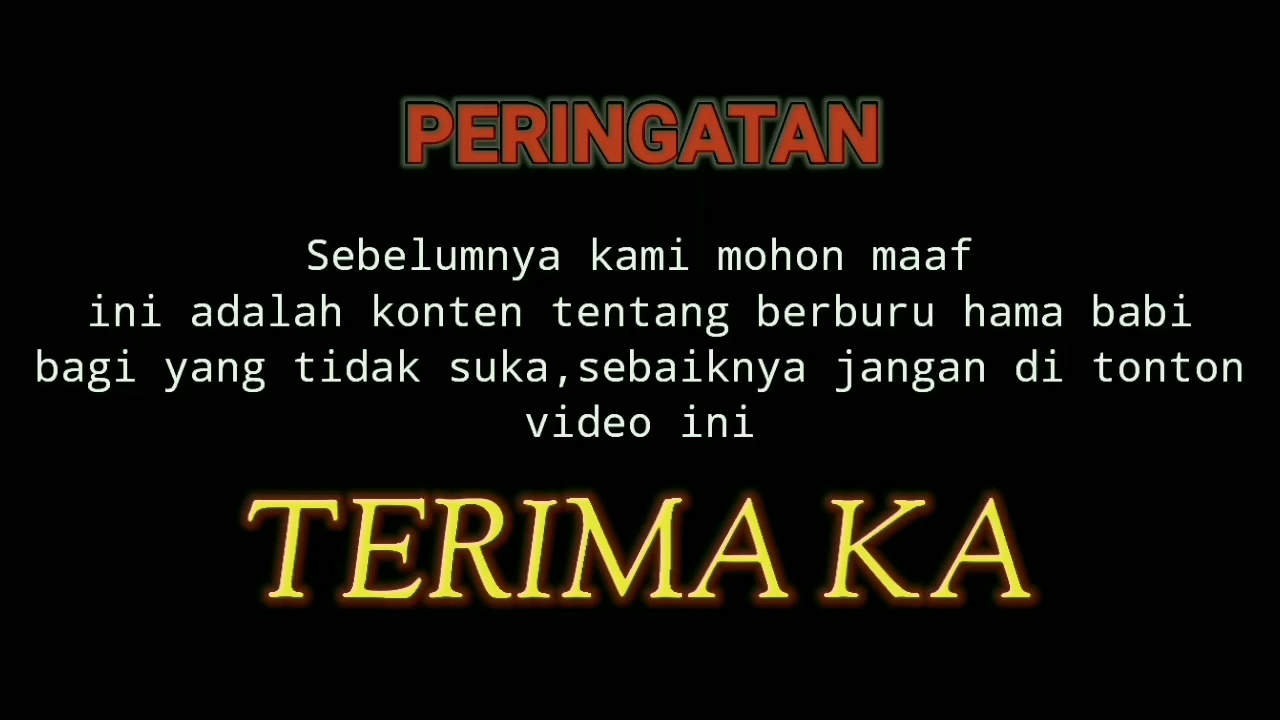 PERINGATAN
Sebelumnya kami mohon maaf
ini adalah konten tentang berburu hama babi
bagi yang tidak suka,sebaiknya jangan di tonton
video ini
TERIMA KA